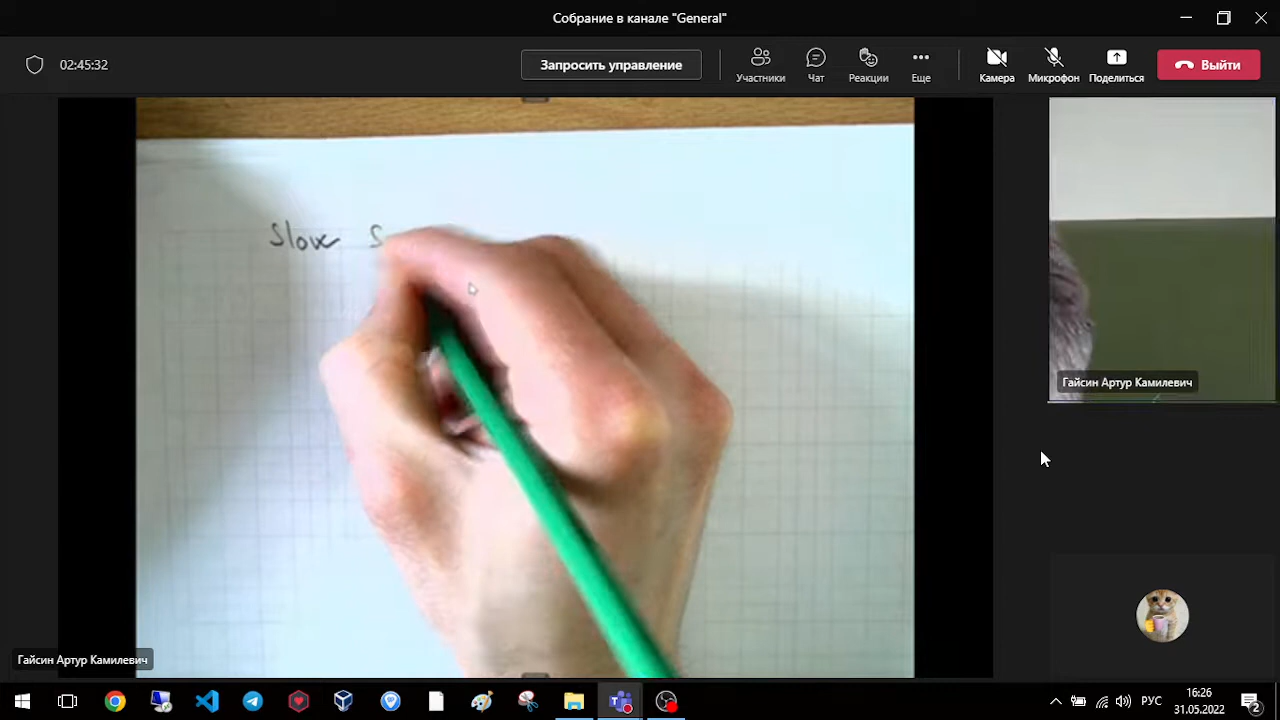 Собрание в канале "General"
02:45:32
Запросить управление
Участники
Чат
Реакции
Еще
Камера
Микрофон
Поделиться
Выйти
Slow S
Гайсин Артур Камилевич
Гайсин Артур Камилевич
РУС
16:26
31.05.2022
2